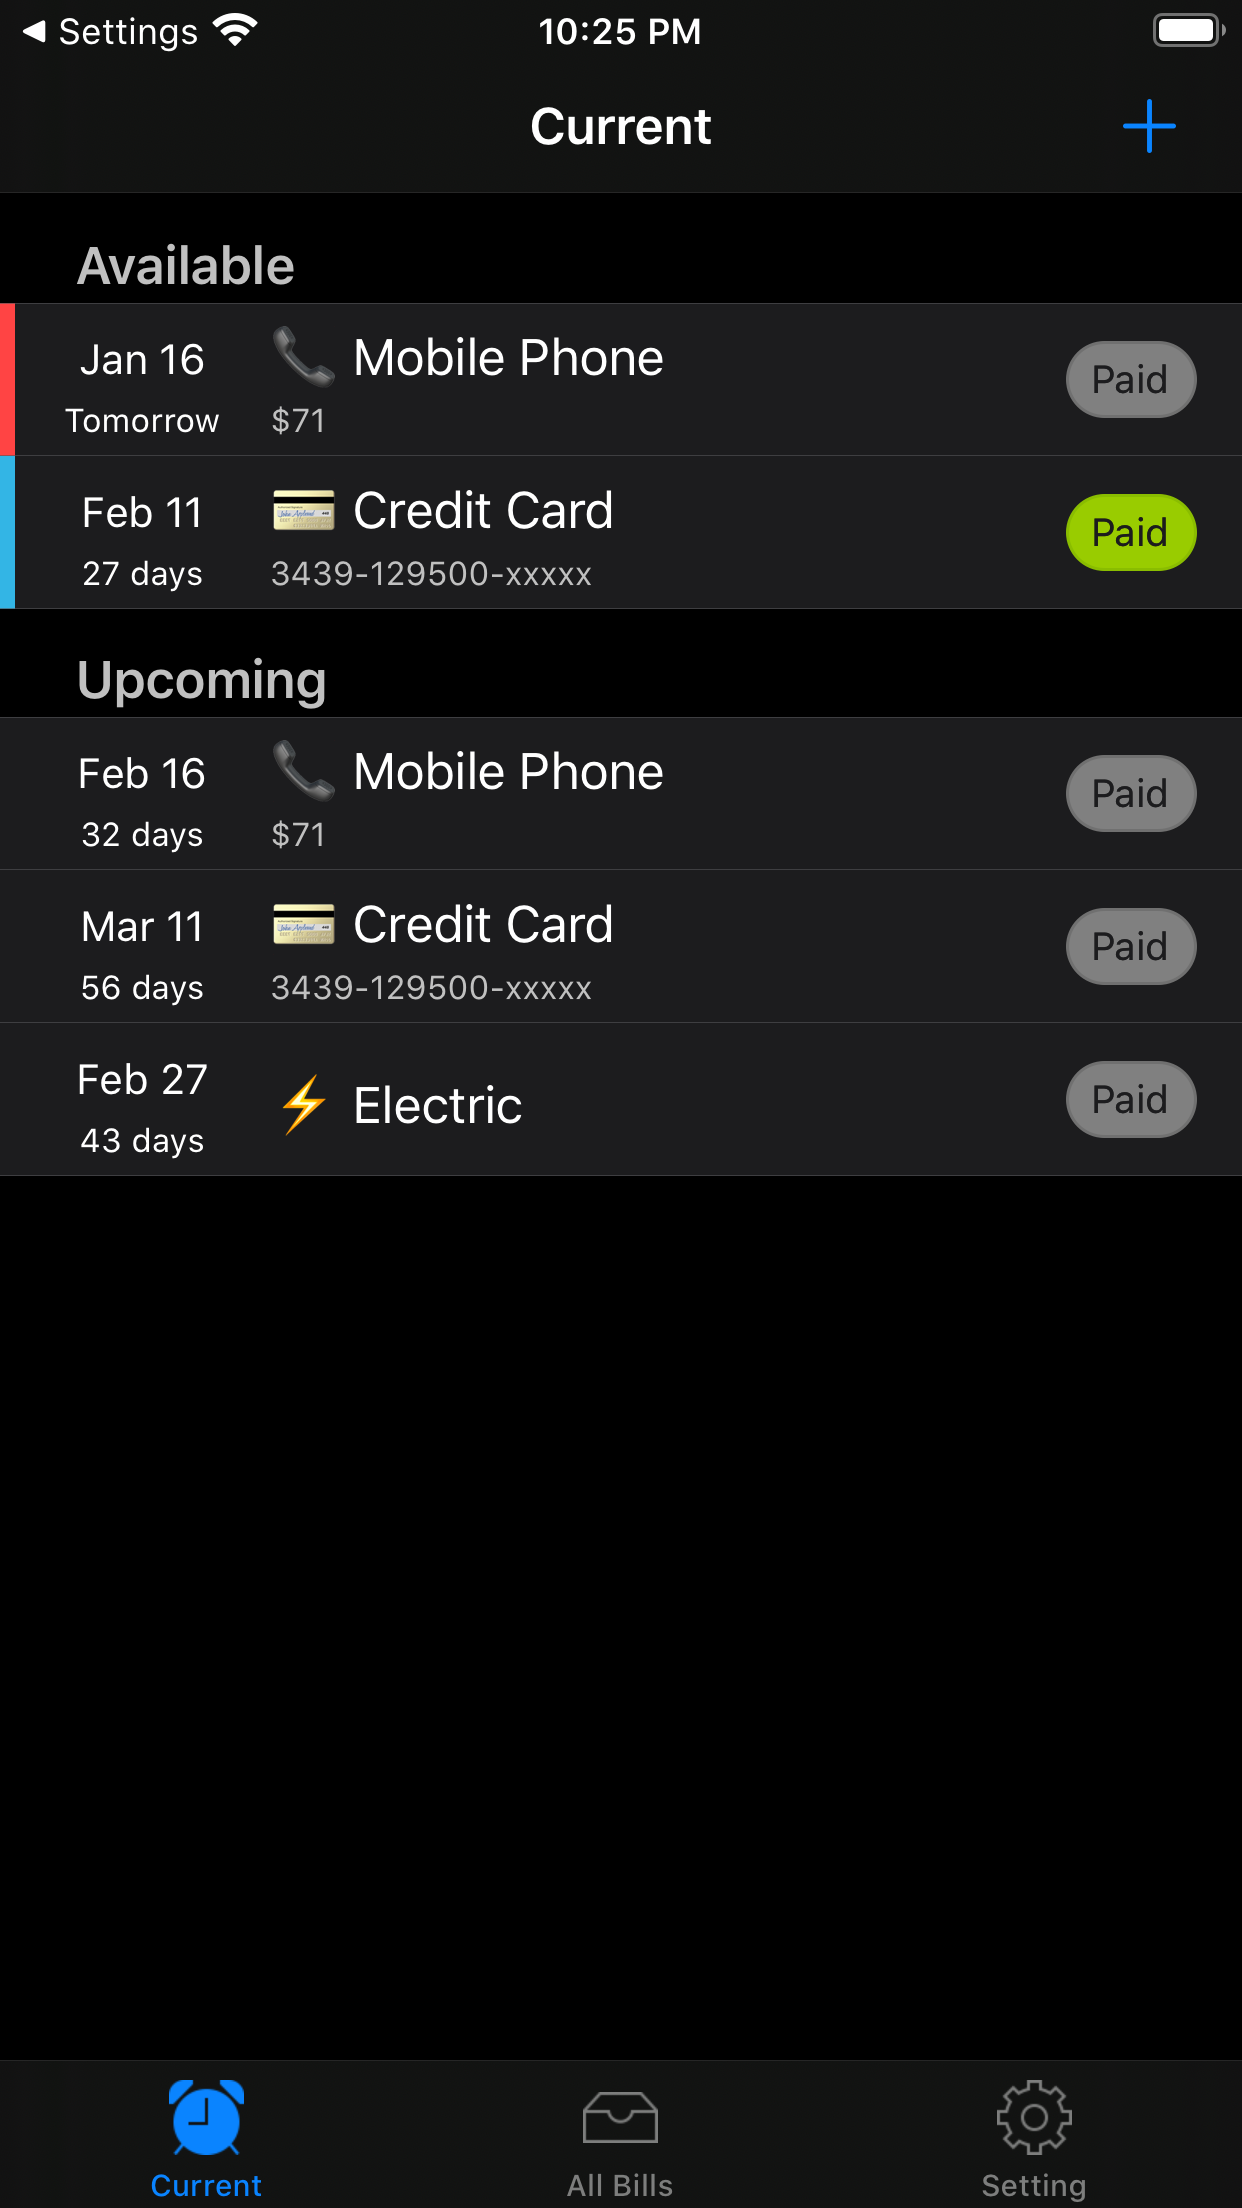 Settings
10:25 PM
Current
Available
Jan 16
Mobile Phone
Paid
Tomorrow
$71
Feb 11
Credit Card
Paid
27 days
3439-129500-xxxxx
Upcoming
Feb 16
Mobile Phone
Paid
32 days
$71
Mar 11
Credit Card
Paid
56 days
3439-129500-xxxxx
Feb 27
Electric
Paid
43 days
Current
All Bills
Setting